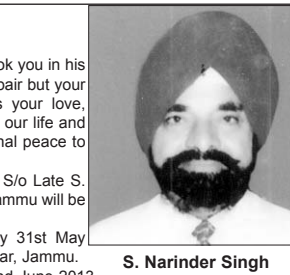 ok you in his
pair but your
s your love,
our life and
nal peace to
S/o Late S.
ammu will be
y 31st May
ar, Jammu.
S. Narinder Singh